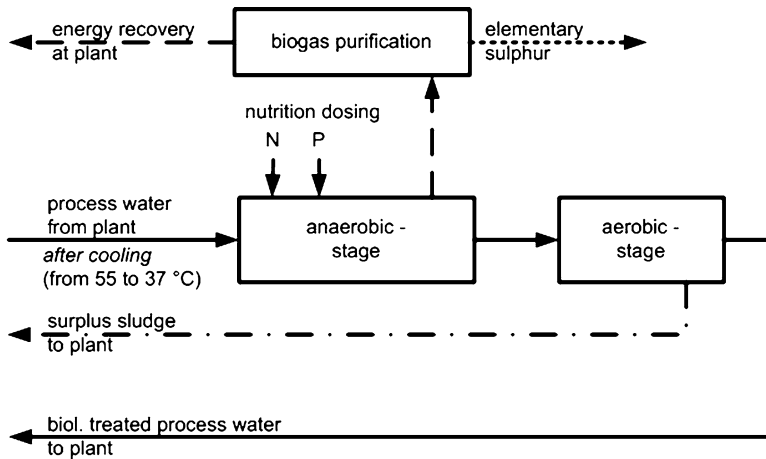 energy recovery
at plant
biogas purification
elementary
sulphur
nutrition dosing
N P
process water
from plant
after cooling
(from 55 to 37 °C)
anaerobic -
stage
aerobic -
stage
surplus sludge
to plant
biol. treated process water
to plant